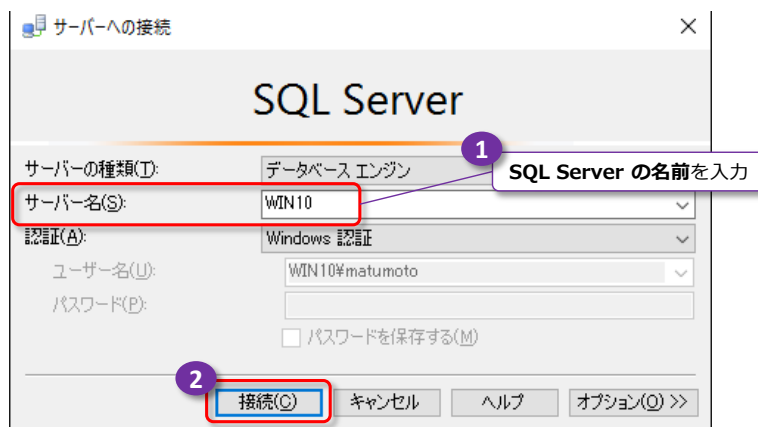 サーバーへの接続
SQL Server
1
サーバーの種類(T): データベース エンジン
SQL Server の名前を入力
サーバー名(S): WIN10
認証(A): Windows 認証
ユーザー名(U): WIN10¥matumoto
パスワード(P):
パスワードを保存する(M)
2
接続(C) キャンセル ヘルプ オプション(O) >>